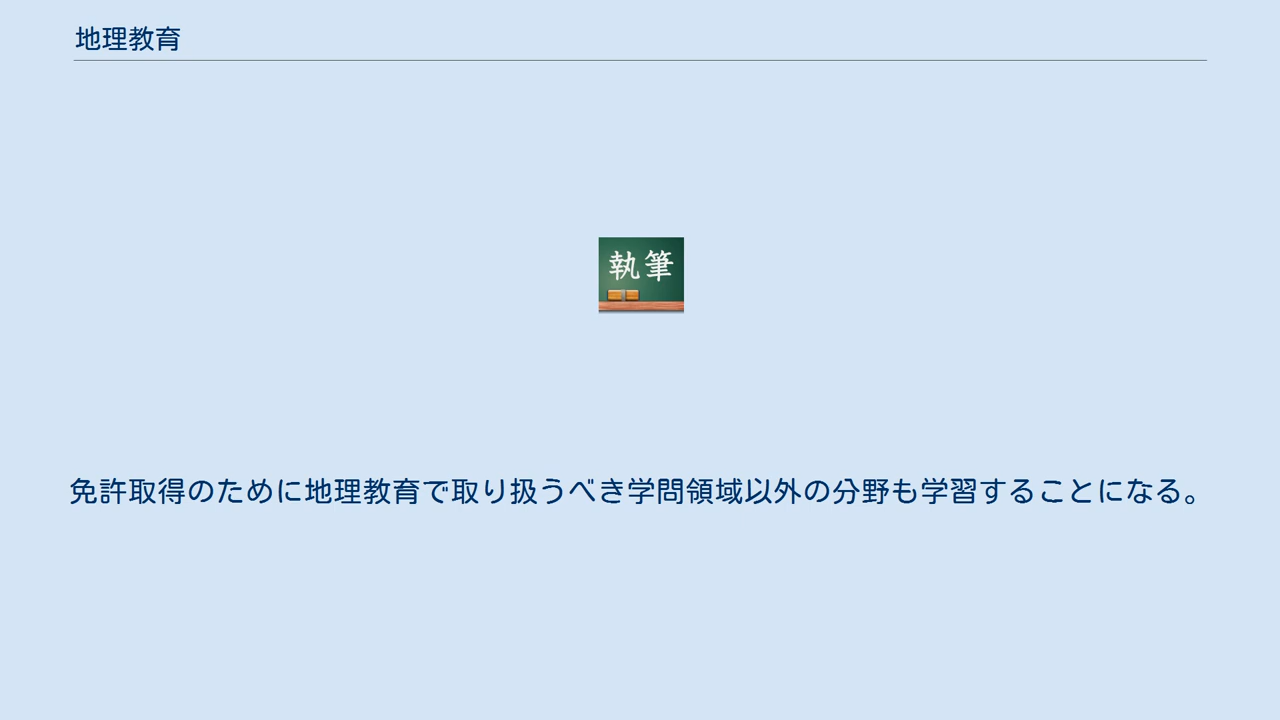 地理教育
執筆
免許取得のために地理教育で取り扱うべき学問領域以外の分野も学習することになる。